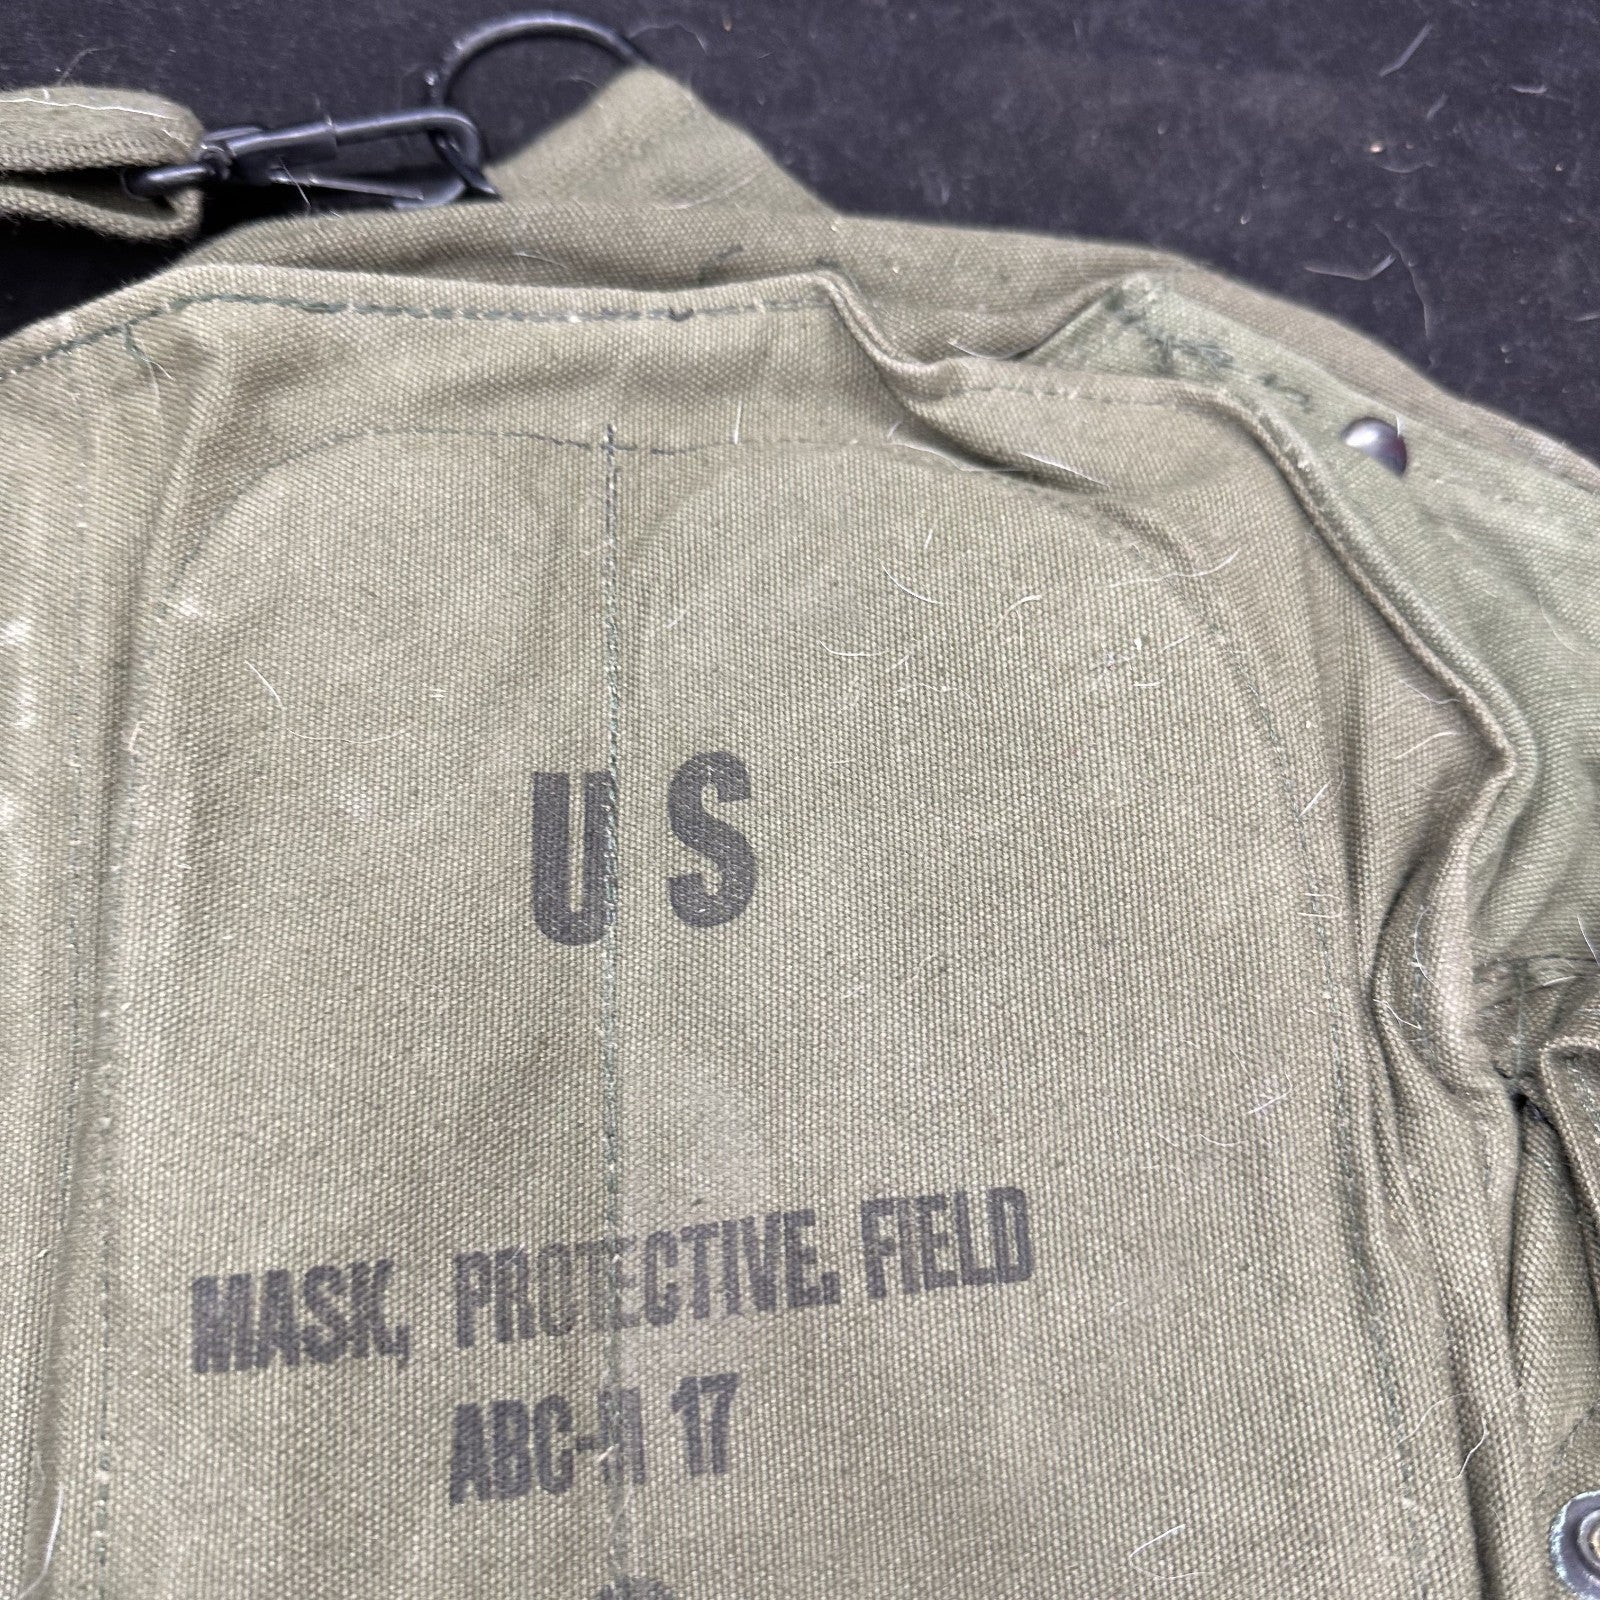 US
MASK, PROTECTIVE, FIELD
ABC-M 17